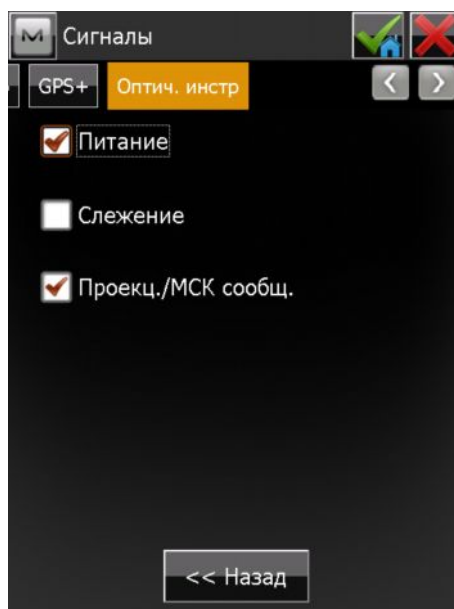 Сигналы
GPS+ Оптич. инстр
Питание
Слежение
Проекц./МСК сообщ.
<< Назад